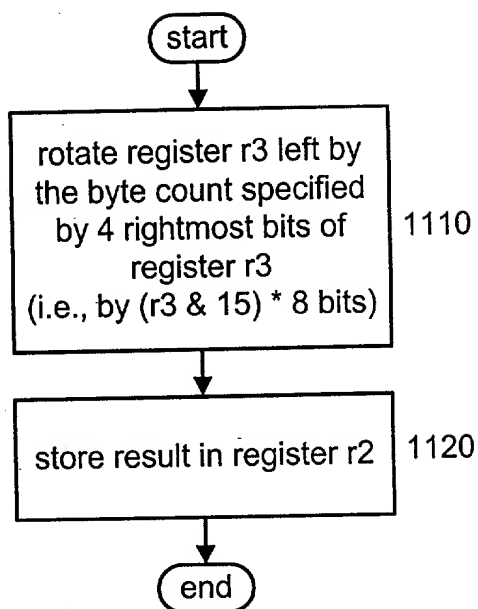 start
rotate register r3 left by
the byte count specified
by 4 rightmost bits of
register r3
(i.e., by (r3 & 15) * 8 bits)
1110
store result in register r2
1120
end